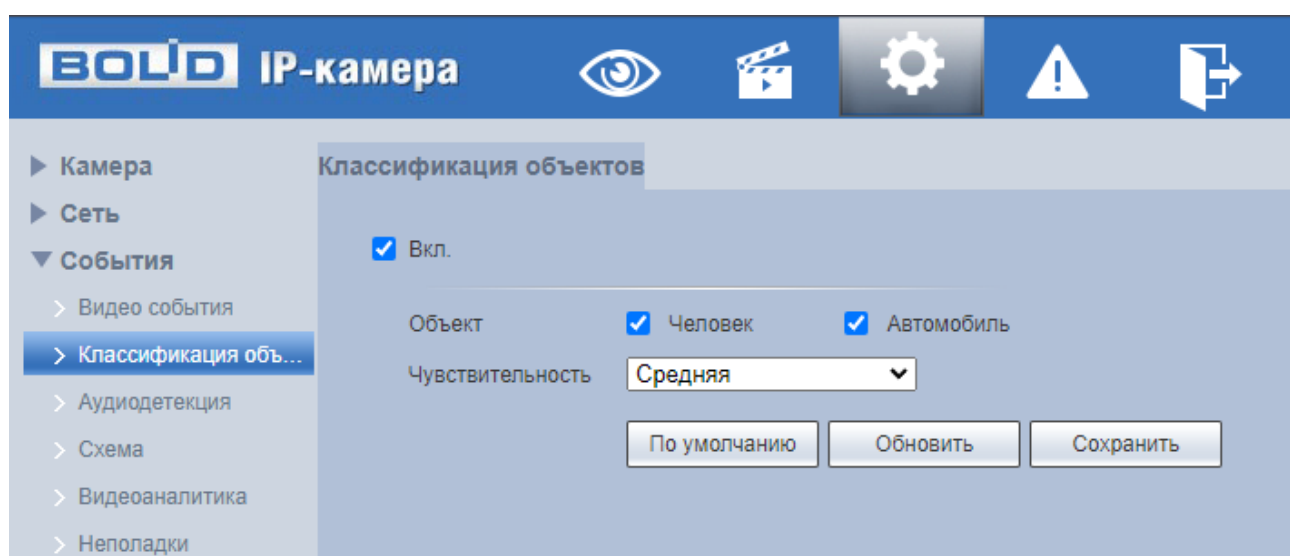 BOLID IP-камера
Камера
Сеть
События
Видео события
Классификация объ...
Аудиодетекция
Схема
Видеоаналитика
Неполадки
Классификация объектов
Вкл.
Объект Человек Автомобиль
Чувствительность Средняя
По умолчанию Обновить Сохранить